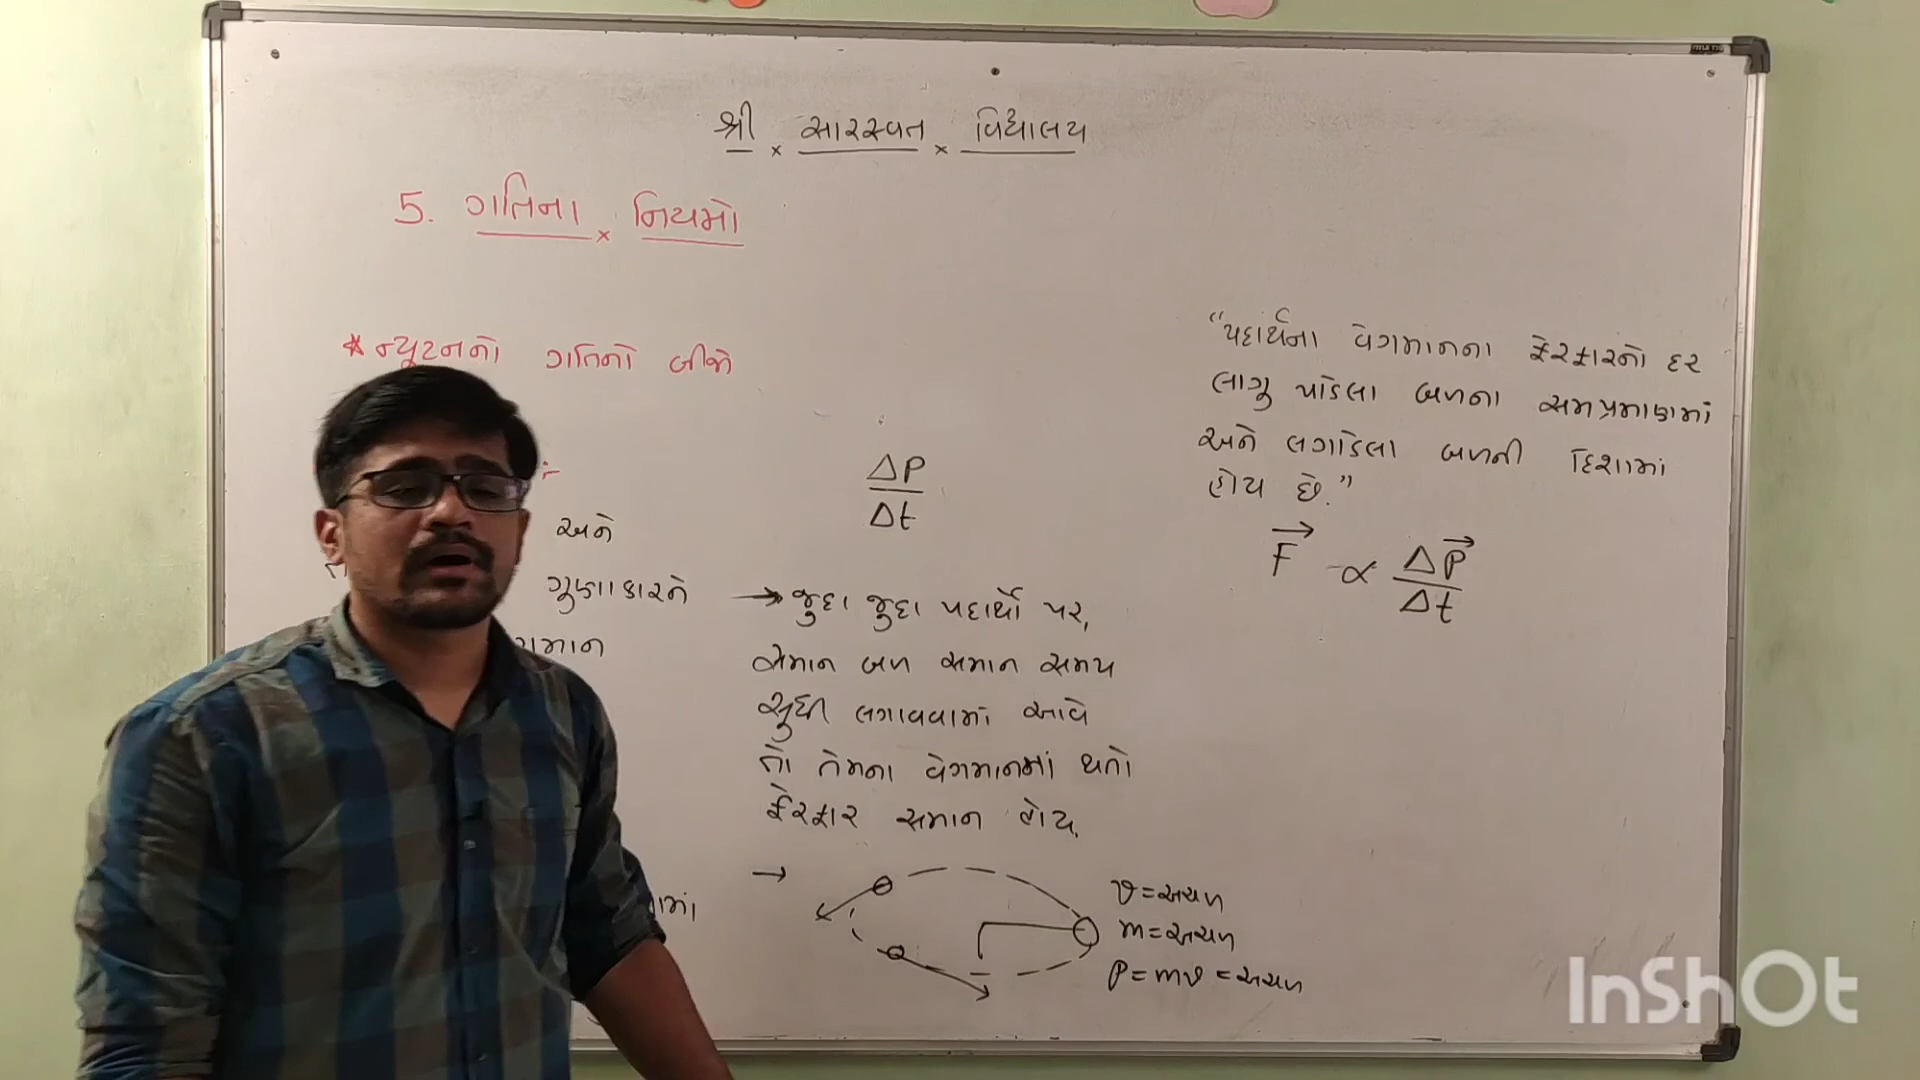 શ્રી × સારસ્વત × વિદ્યાલય
5. ગતિના × નિયમો
* ન્યૂટનનો ગતિનો બીજો
:-
અને
ગુણાકારને
માન
ΔP
Δt
→ જુદા જુદા પદાર્થો પર,
સમાન બળ સમાન સમય
સુધી લગાવવામાં આવે
તો તેમના વેગમાનમાં થતો
ફેરફાર સમાન હોય.
→
v = અચળ
m = અચળ
P = mv = અચળ
“પદાર્થના વેગમાનના ફેરફારનો દર
લાગુ પાડેલા બળના સમપ્રમાણમાં
અને લગાડેલા બળની દિશામાં
હોય છે.”
F⃗ ∝ ΔP⃗
Δt
InShOt